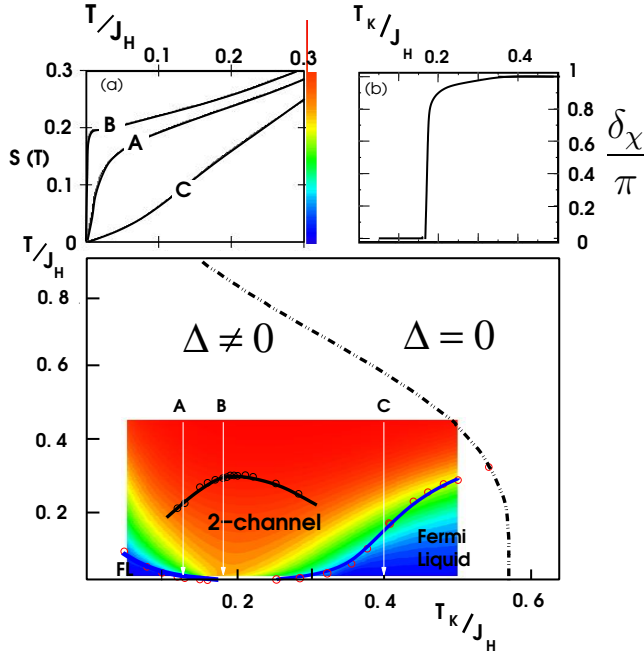 T/J_H
0.1 0.2 0.3
T_K/J_H
0.2 0.4
(a)
0.3
0.2
0.1
0
S (T)
B
A
C
(b)
1
0.8
0.6
0.4
0.2
0
δ_χ/π
T/J_H
0.8
0.6
0.4
0.2
Δ ≠ 0
Δ = 0
A B C
2-channel
Fermi
Liquid
FL
0.2 0.4 0.6
T_K/J_H